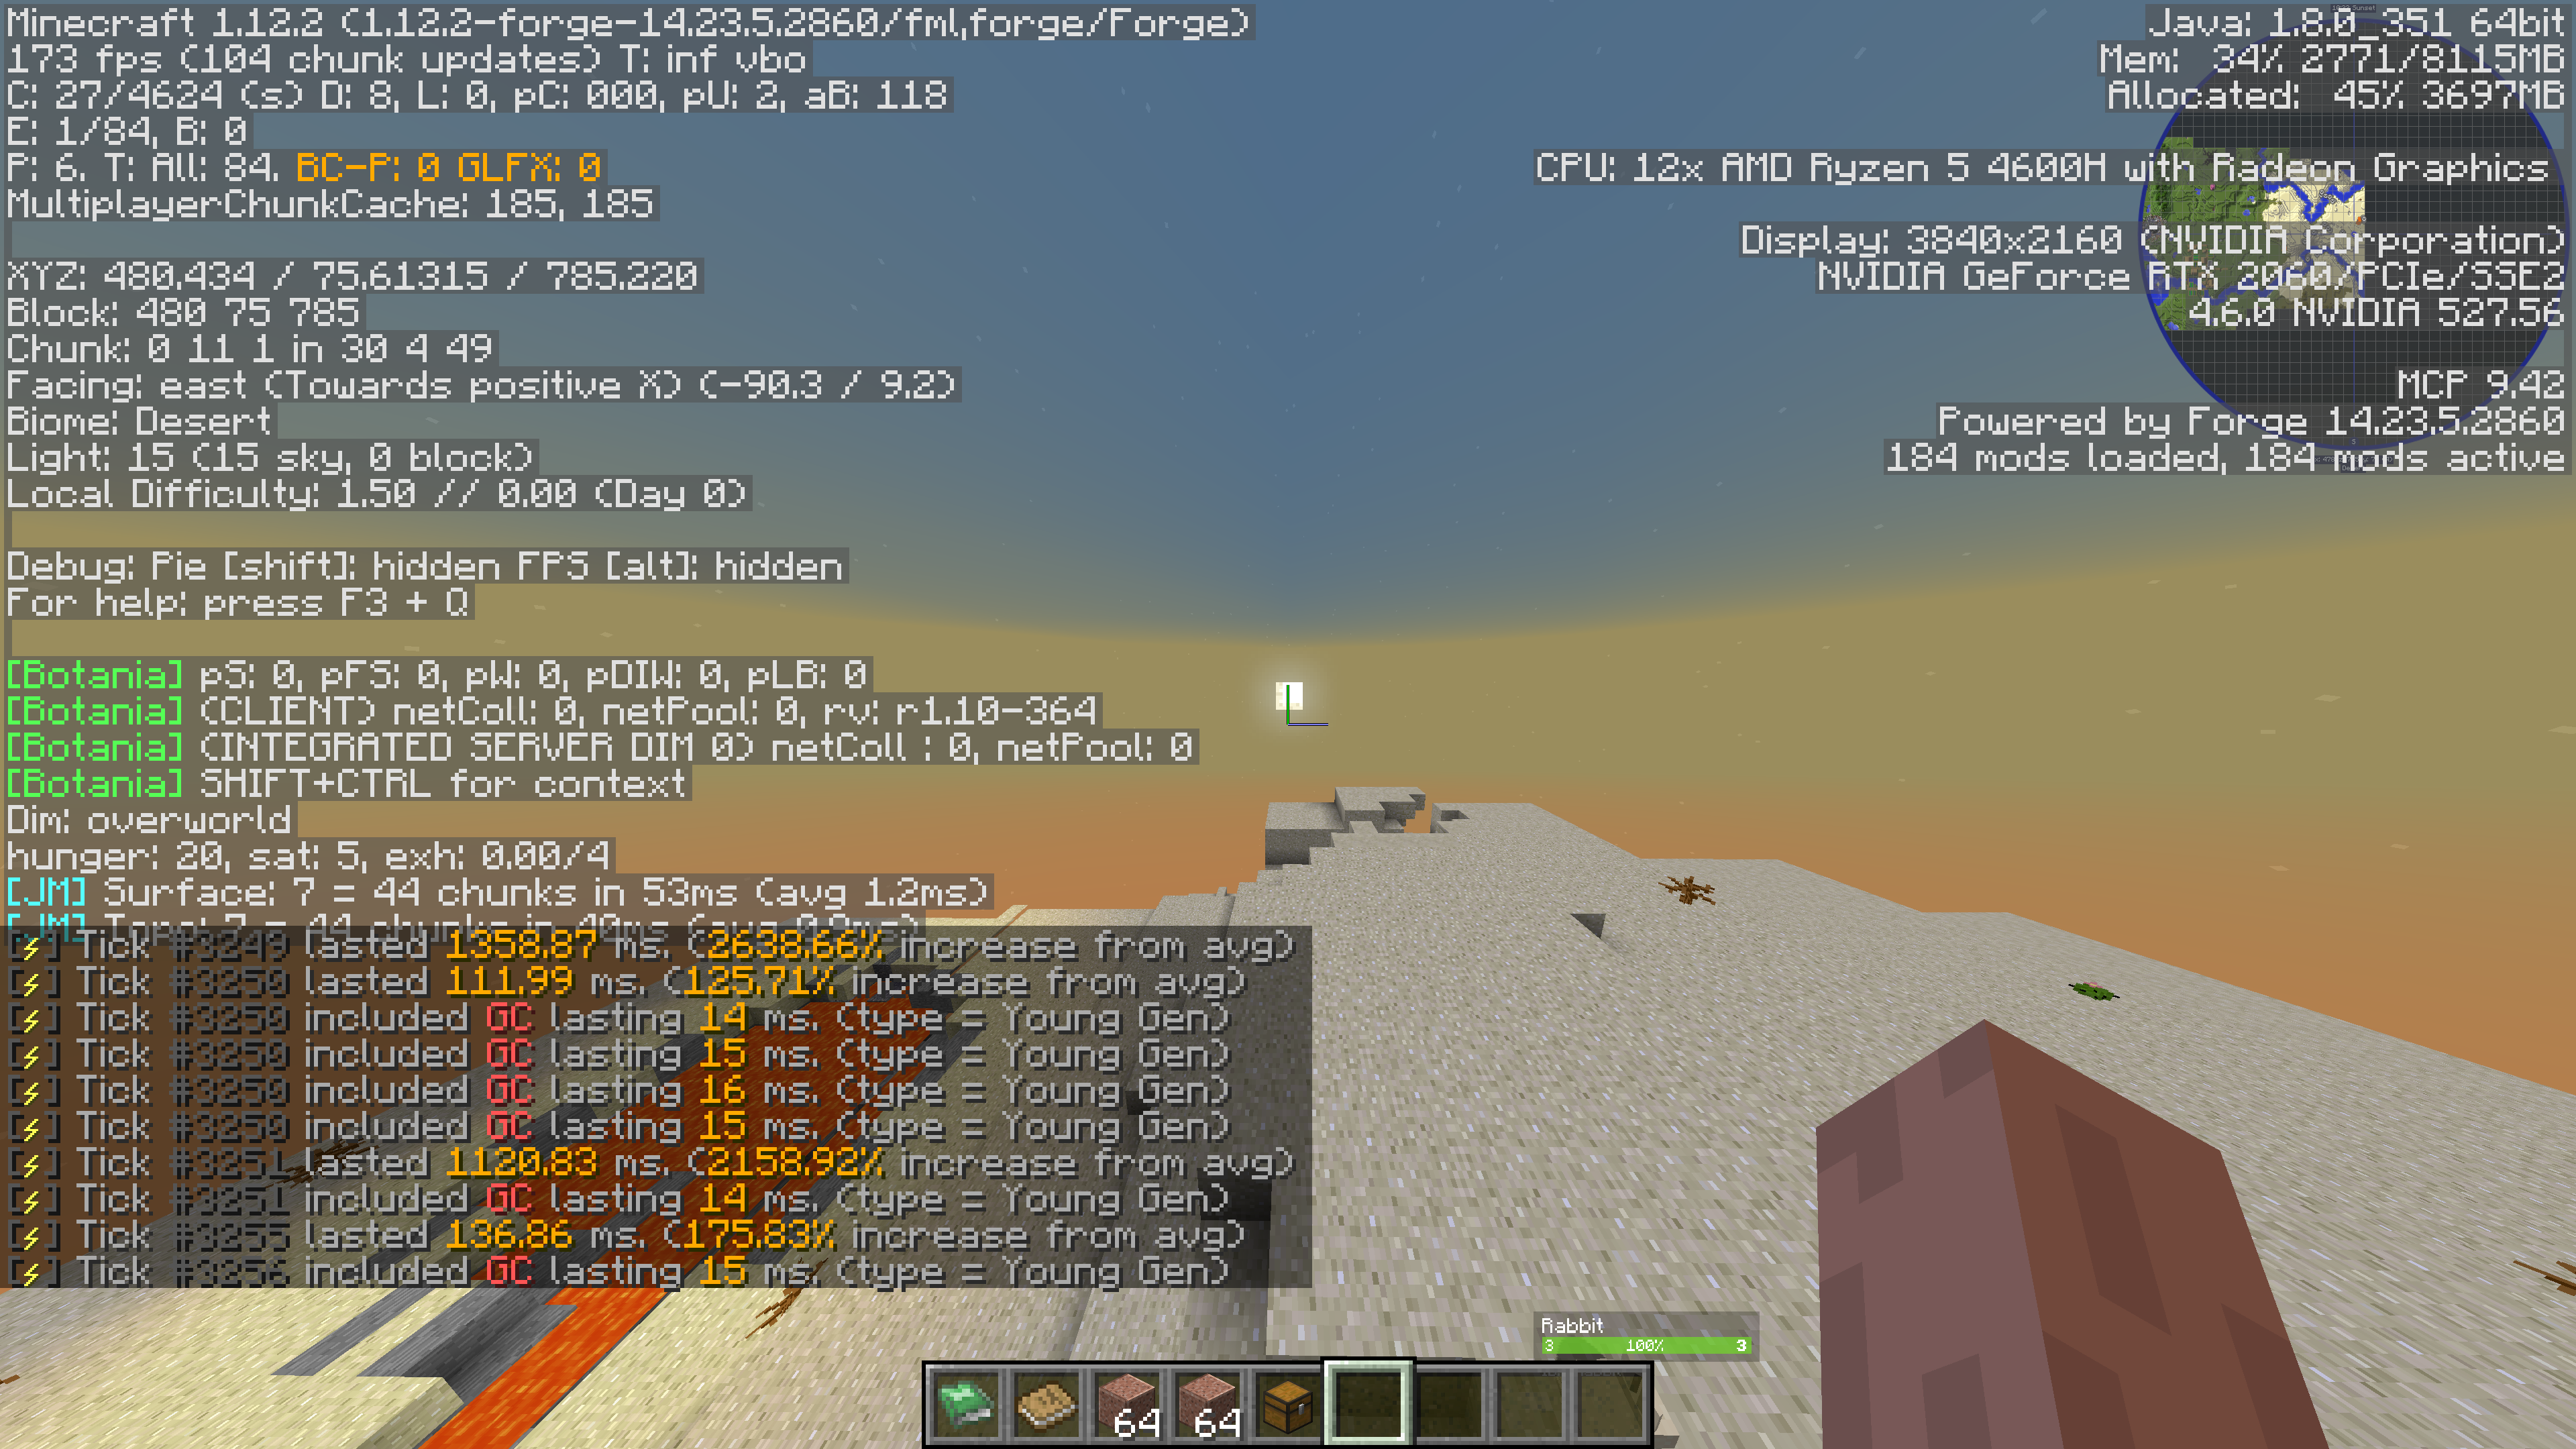 Minecraft 1.12.2 (1.12.2-forge-14.23.5.2860/fml,forge/Forge)
173 fps (104 chunk updates) T: inf vbo
C: 27/4624 (s) D: 8, L: 0, pC: 000, pU: 2, aB: 118
E: 1/84, B: 0
P: 6. T: All: 84. BC-P: 0 GLFX: 0
MultiplayerChunkCache: 185, 185
XYZ: 480.434 / 75.61315 / 785.220
Block: 480 75 785
Chunk: 0 11 1 in 30 4 49
Facing: east (Towards positive X) (-90.3 / 9.2)
Biome: Desert
Light: 15 (15 sky, 0 block)
Local Difficulty: 1.50 // 0.00 (Day 0)
Debug: Pie [shift]: hidden FPS [alt]: hidden
For help: press F3 + Q
[Botania] pS: 0, pFS: 0, pW: 0, pDIW: 0, pLB: 0
[Botania] (CLIENT) netColl: 0, netPool: 0, rv: r1.10-364
[Botania] (INTEGRATED SERVER DIM 0) netColl : 0, netPool: 0
[Botania] SHIFT+CTRL for context
Dim: overworld
hunger: 20, sat: 5, exh: 0.00/4
[JM] Surface: 7 = 44 chunks in 53ms (avg 1.2ms)
[JM] 7 = 44 chunks in 40ms
[⚡] Tick #3249 lasted 1358.87 ms. (2638.66% increase from avg)
[⚡] Tick #3250 lasted 111.99 ms. (125.71% increase from avg)
[⚡] Tick #3250 included GC lasting 14 ms. (type = Young Gen)
[⚡] Tick #3250 included GC lasting 15 ms. (type = Young Gen)
[⚡] Tick #3250 included GC lasting 16 ms. (type = Young Gen)
[⚡] Tick #3250 included GC lasting 15 ms. (type = Young Gen)
[⚡] Tick #3251 lasted 1120.83 ms. (2158.92% increase from avg)
[⚡] Tick #3251 included GC lasting 14 ms. (type = Young Gen)
[⚡] Tick #3255 lasted 136.86 ms. (175.83% increase from avg)
[⚡] Tick #3256 included GC lasting 15 ms. (type = Young Gen)
Java: 1.8.0_351 64bit
Mem: 34% 2771/8115MB
Allocated: 45% 3697MB
CPU: 12x AMD Ryzen 5 4600H with Radeon Graphics
Display: 3840x2160 (NVIDIA Corporation)
NVIDIA GeForce RTX 2060/PCIe/SSE2
4.6.0 NVIDIA 527.56
MCP 9.42
Powered by Forge 14.23.5.2860
184 mods loaded, 184 mods active
Rabbit
3 100% 3
64 64